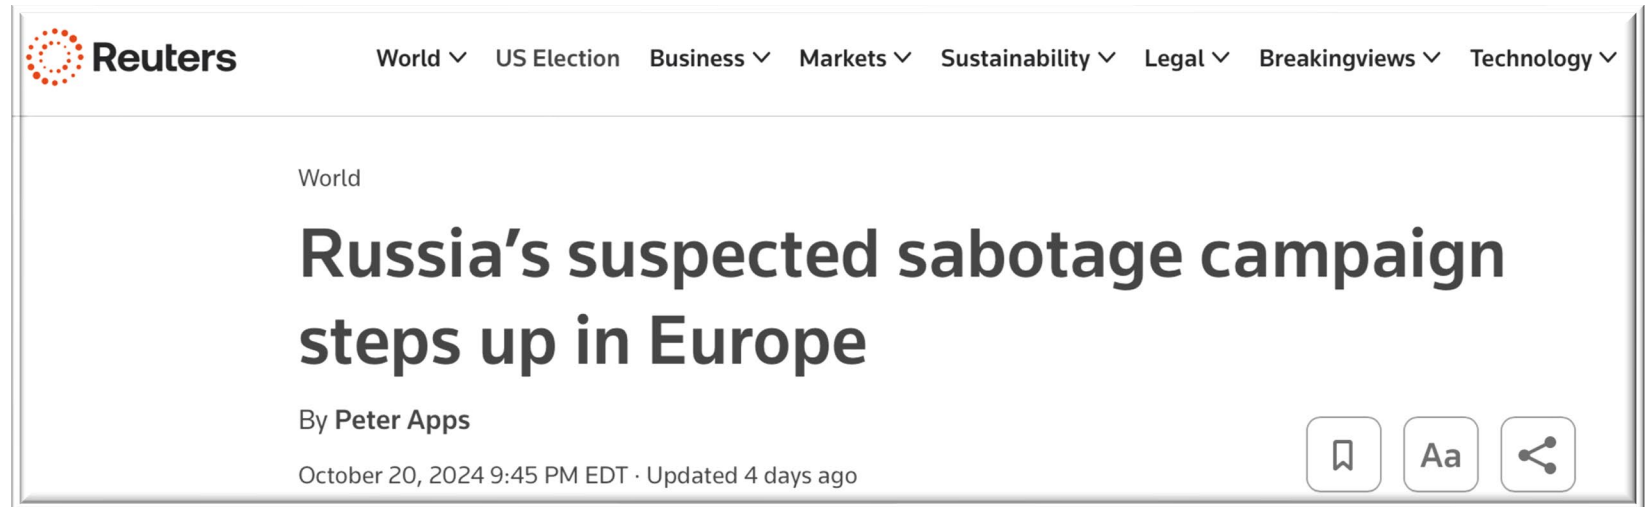 Reuters World US Election Business Markets Sustainability Legal Breakingviews Technology
World
Russia’s suspected sabotage campaign
steps up in Europe
By Peter Apps
October 20, 2024 9:45 PM EDT · Updated 4 days ago
Aa